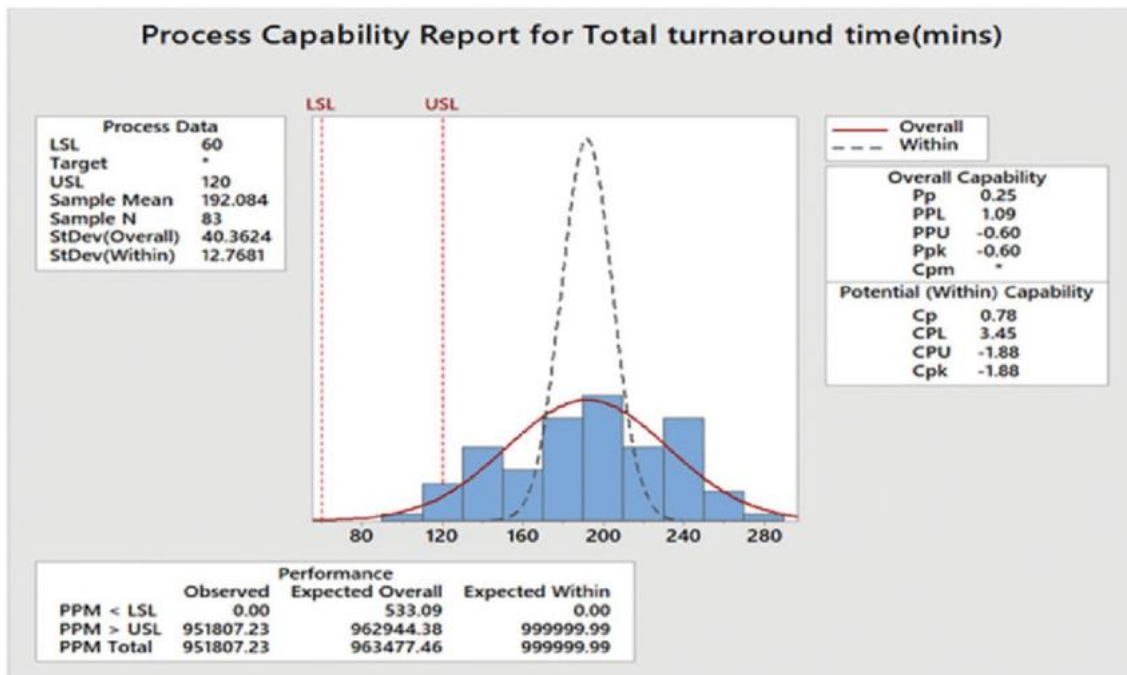 Process Capability Report for Total turnaround time(mins)
LSL USL
Process Data
LSL 60
Target *
USL 120
Sample Mean 192.084
Sample N 83
StDev(Overall) 40.3624
StDev(Within) 12.7681
Overall
Within
Overall Capability
Pp 0.25
PPL 1.09
PPU -0.60
Ppk -0.60
Cpm *
Potential (Within) Capability
Cp 0.78
CPL 3.45
CPU -1.88
Cpk -1.88
80 120 160 200 240 280
Performance
Observed Expected Overall Expected Within
PPM < LSL 0.00 533.09 0.00
PPM > USL 951807.23 962944.38 999999.99
PPM Total 951807.23 963477.46 999999.99